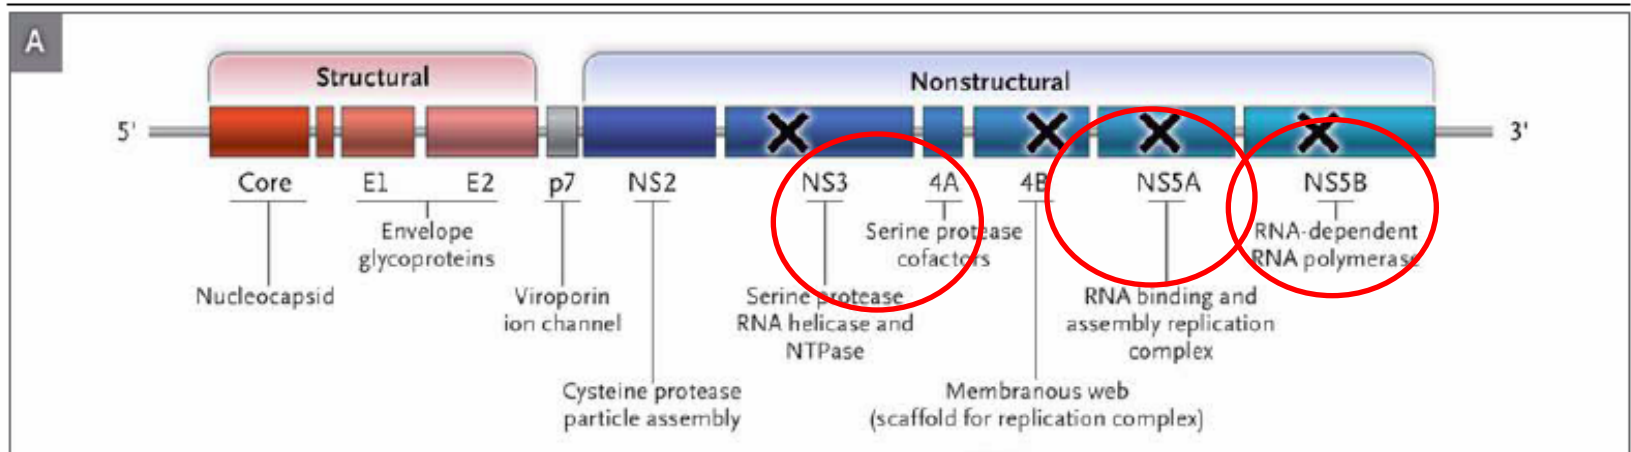 A
Structural
Nonstructural
5'
3'
Core
E1
E2
p7
NS2
NS3
4A
4B
NS5A
NS5B
Envelope
glycoproteins
Serine protease
cofactors
RNA-dependent
RNA polymerase
Nucleocapsid
Viroporin
ion channel
Serine protease
RNA helicase and
NTPase
RNA binding and
assembly replication
complex
Cysteine protease
particle assembly
Membranous web
(scaffold for replication complex)